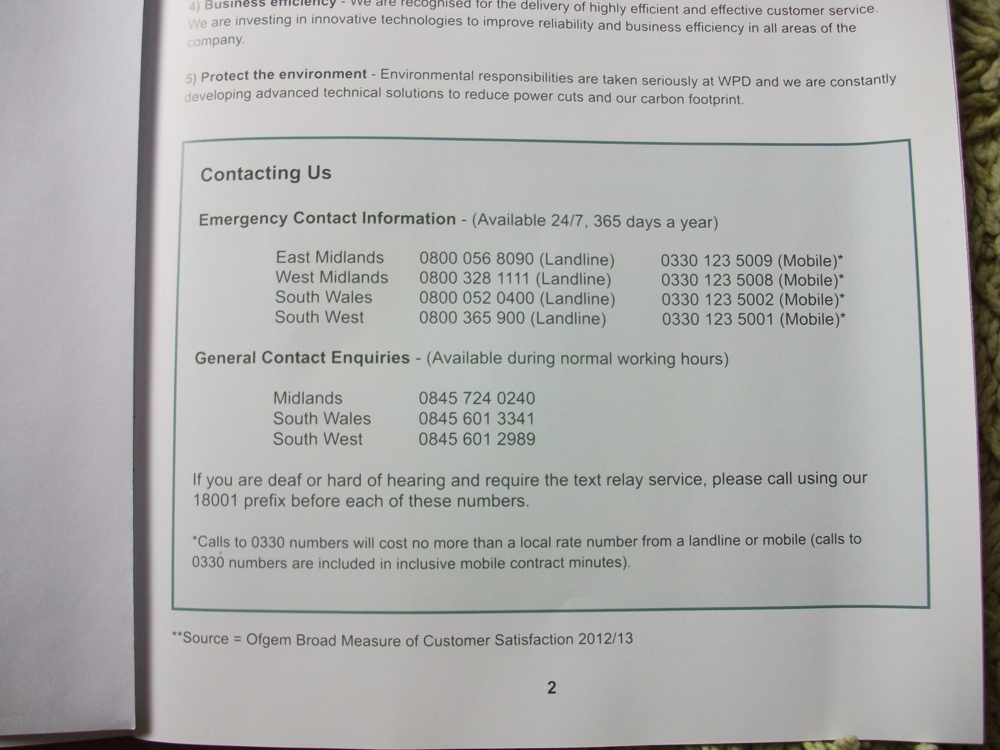 4) Business efficiency - We are recognised for the delivery of highly efficient and effective customer service.
We are investing in innovative technologies to improve reliability and business efficiency in all areas of the
company.
5) Protect the environment - Environmental responsibilities are taken seriously at WPD and we are constantly
developing advanced technical solutions to reduce power cuts and our carbon footprint.
Contacting Us
Emergency Contact Information - (Available 24/7, 365 days a year)
East Midlands 0800 056 8090 (Landline) 0330 123 5009 (Mobile)*
West Midlands 0800 328 1111 (Landline) 0330 123 5008 (Mobile)*
South Wales 0800 052 0400 (Landline) 0330 123 5002 (Mobile)*
South West 0800 365 900 (Landline) 0330 123 5001 (Mobile)*
General Contact Enquiries - (Available during normal working hours)
Midlands 0845 724 0240
South Wales 0845 601 3341
South West 0845 601 2989
If you are deaf or hard of hearing and require the text relay service, please call using our
18001 prefix before each of these numbers.
*Calls to 0330 numbers will cost no more than a local rate number from a landline or mobile (calls to
0330 numbers are included in inclusive mobile contract minutes).
**Source = Ofgem Broad Measure of Customer Satisfaction 2012/13
2